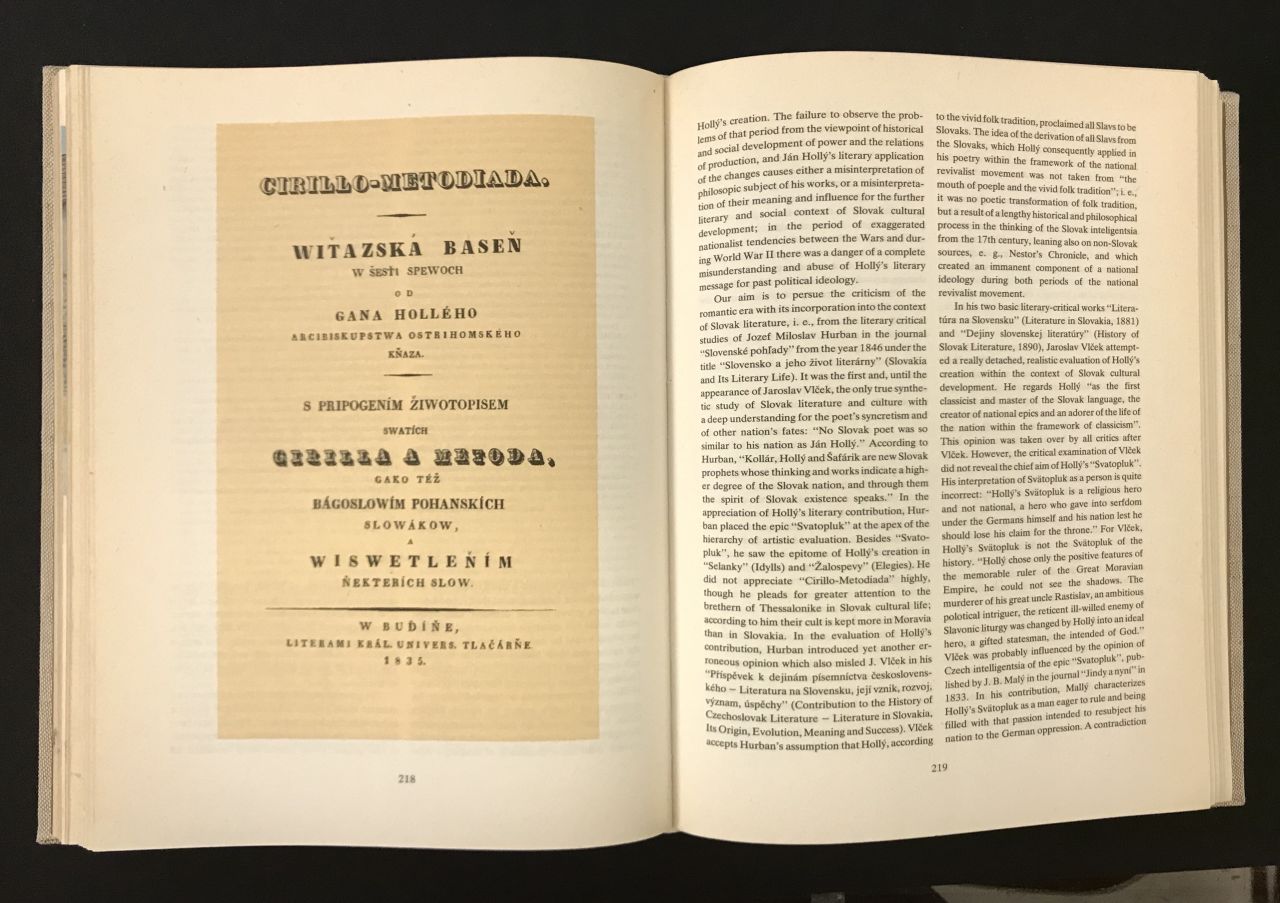 CIRILLO-METODIADA.
WIŤAZSKÁ BASEŇ
W ŠESŤI SPEWOCH
OD
GANA HOLLÉHO
ARCIBISKUPSTWA OSTRIHOMSKÉHO
KŇAZA.
S PRIPOGENÍM ŽIWOTOPISEM
SWATÍCH
CIRILLA A METODA,
GAKO TÉŽ
BÁGOSLOWÍM POHANSKÍCH
SLOWÁKOW,
A
WISWETLEŇÍM
ŇEKTERÍCH SLOW.
W BUĎÍŇE,
LITERAMI KRÁL. UNIVERS. TLAČÁRŇE
1835.
218
Hollý's creation. The failure to observe the prob-
lems of that period from the viewpoint of historical
and social development of power and the relations
of production, and Ján Hollý's literary application
of the changes causes either a misinterpretation of
philosopic subject of his works, or a misinterpreta-
tion of their meaning and influence for the further
literary and social context of Slovak cultural
development; in the period of exaggerated
nationalist tendencies between the Wars and dur-
ing World War II there was a danger of a complete
misunderstanding and abuse of Hollý's literary
message for past political ideology.
Our aim is to persue the criticism of the
romantic era with its incorporation into the context
of Slovak literature, i. e., from the literary critical
studies of Jozef Miloslav Hurban in the journal
“Slovenské pohľady” from the year 1846 under the
title “Slovensko a jeho život literárny” (Slovakia
and Its Literary Life). It was the first and, until the
appearance of Jaroslav Vlček, the only true synthe-
tic study of Slovak literature and culture with
a deep understanding for the poet's syncretism and
of other nation's fates: “No Slovak poet was so
similar to his nation as Ján Hollý.” According to
Hurban, “Kollár, Hollý and Šafárik are new Slovak
prophets whose thinking and works indicate a high-
er degree of the Slovak nation, and through them
the spirit of Slovak existence speaks.” In the
appreciation of Hollý's literary contribution, Hur-
ban placed the epic “Svatopluk” at the apex of the
hierarchy of artistic evaluation. Besides “Svato-
pluk”, he saw the epitome of Hollý's creation in
“Selanky” (Idylls) and “Žalospevy” (Elegies). He
did not appreciate “Cirillo-Metodiada” highly,
though he pleads for greater attention to the
brethern of Thessalonike in Slovak cultural life;
according to him their cult is kept more in Moravia
than in Slovakia. In the evaluation of Hollý's
contribution, Hurban introduced yet another er-
roneous opinion which also misled J. Vlček in his
“Příspěvek k dejinám písemníctva českosloven-
kého – Literatura na Slovensku, její vznik, rozvoj,
význam, úspěchy” (Contribution to the History of
Czechoslovak Literature – Literature in Slovakia,
Its Origin, Evolution, Meaning and Success). Vlček
accepts Hurban's assumption that Hollý, according
to the vivid folk tradition, proclaimed all Slavs to be
Slovaks. The idea of the derivation of all Slavs from
the Slovaks, which Hollý consequently applied in
his poetry within the framework of the national
revivalist movement was not taken from “the
mouth of poeple and the vivid folk tradition”; i. e.,
it was no poetic transformation of folk tradition,
but a result of a lengthy historical and philosophical
process in the thinking of the Slovak inteligentsia
from the 17th century, leaning also on non-Slovak
sources, e. g., Nestor's Chronicle, and which
created an immanent component of a national
ideology during both periods of the national
revivalist movement.
In his two basic literary-critical works “Litera-
túra na Slovensku” (Literature in Slovakia, 1881)
and “Dejiny slovenskej literatúry” (History of
Slovak Literature, 1890), Jaroslav Vlček attempt-
ed a really detached, realistic evaluation of Hollý's
creation within the context of Slovak cultural
development. He regards Hollý “as the first
classicist and master of the Slovak language, the
creator of national epics and an adorer of the life of
the nation within the framework of classicism”.
This opinion was taken over by all critics after
Vlček. However, the critical examination of Vlček
did not reveal the chief aim of Hollý's “Svatopluk”.
His interpretation of Svätopluk as a person is quite
incorrect: “Hollý's Svätopluk is a religious hero
and not national, a hero who gave into serfdom
under the Germans himself and his nation lest he
should lose his claim for the throne.” For Vlček,
Hollý's Svätopluk is not the Svätopluk of the
history. “Hollý chose only the positive features of
the memorable ruler of the Great Moravian
Empire, he could not see the shadows. The
murderer of his great uncle Rastislav, an ambitious
polotical intriguer, the reticent ill-willed enemy of
Slavonic liturgy was changed by Hollý into an ideal
hero, a gifted statesman, the intended of God.”
Vlček was probably influenced by the opinion of
Czech intelligentsia of the epic “Svatopluk”, pub-
lished by J. B. Malý in the journal “Jindy a nyní” in
1833. In his contribution, Mallý characterizes
Hollý's Svätopluk as a man eager to rule and being
filled with that passion intended to resubject his
nation to the German oppression. A contradiction
219